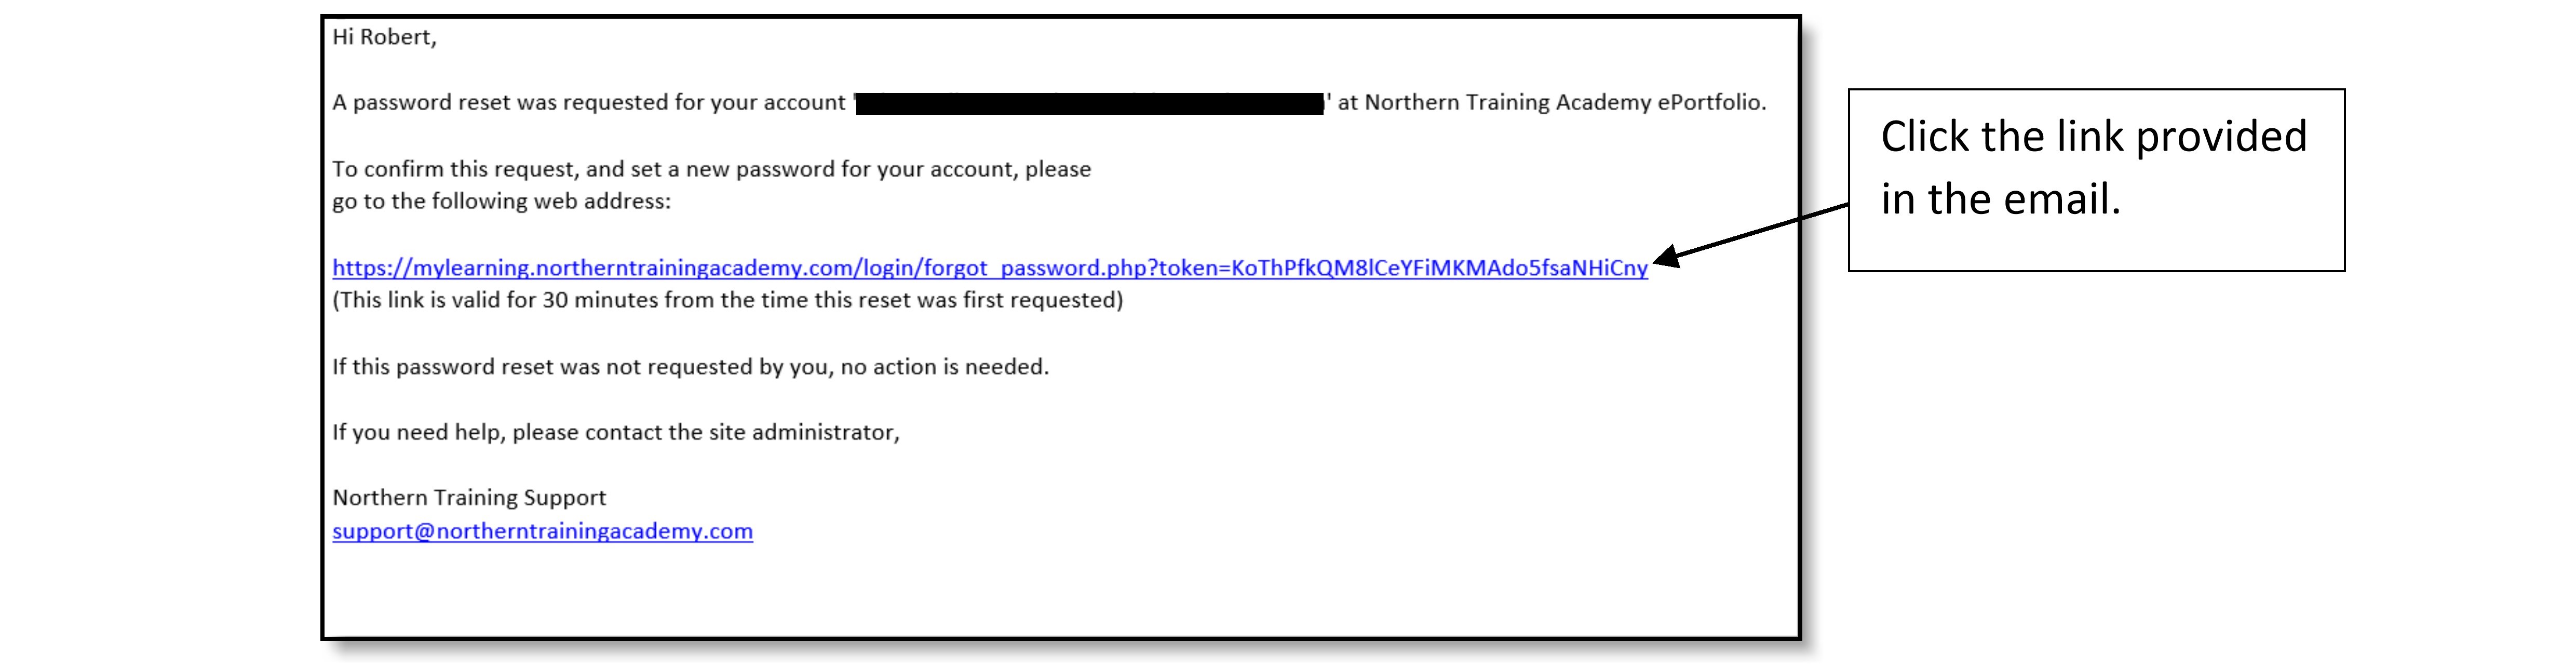 Hi Robert,
A password reset was requested for your account '' at Northern Training Academy ePortfolio.
To confirm this request, and set a new password for your account, please
go to the following web address:
https://mylearning.northerntrainingacademy.com/login/forgot_password.php?token=KoThPfkQM8lCeYFiMKMAdo5fsaNHiCny
(This link is valid for 30 minutes from the time this reset was first requested)
If this password reset was not requested by you, no action is needed.
If you need help, please contact the site administrator,
Northern Training Support
support@northerntrainingacademy.com
Click the link provided
in the email.